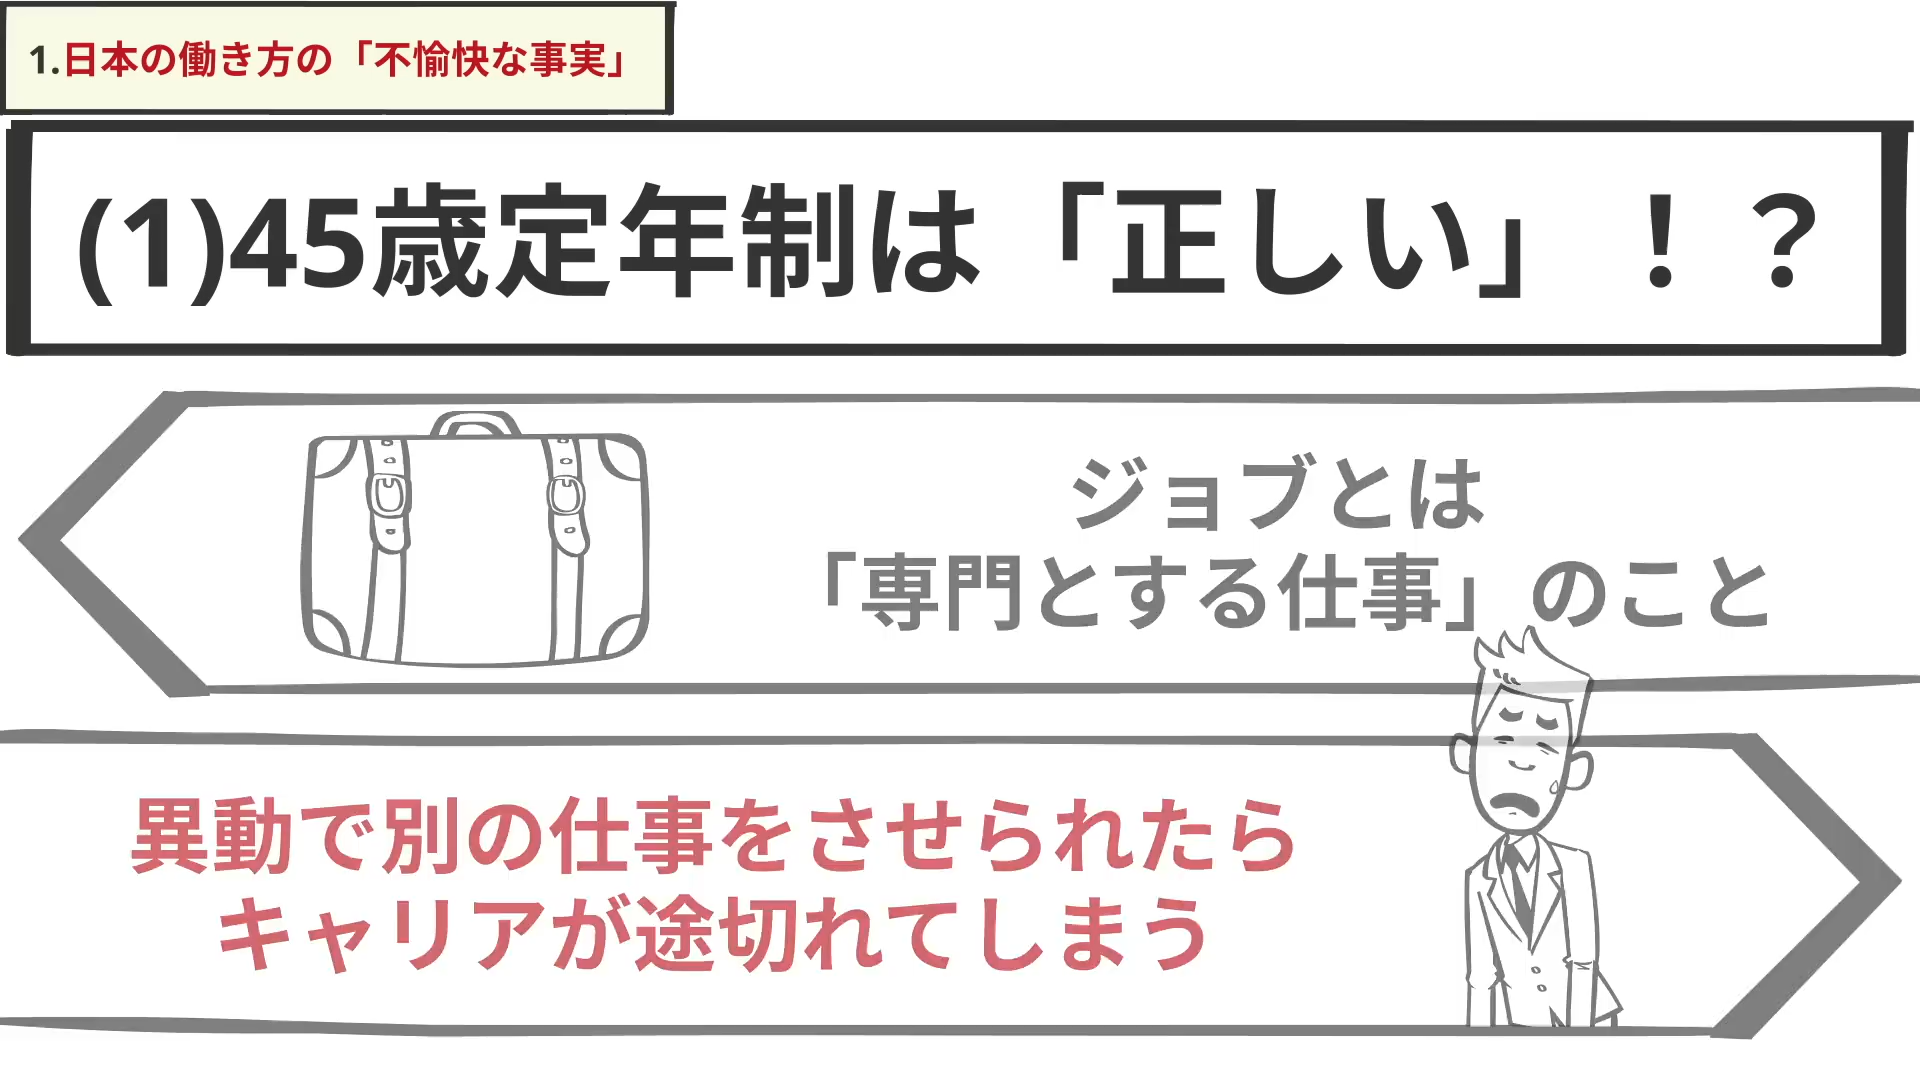 1.日本の働き方の「不愉快な事実」
(1)45歳定年制は「正しい」！？
ジョブとは
「専門とする仕事」のこと
異動で別の仕事をさせられたら
キャリアが途切れてしまう